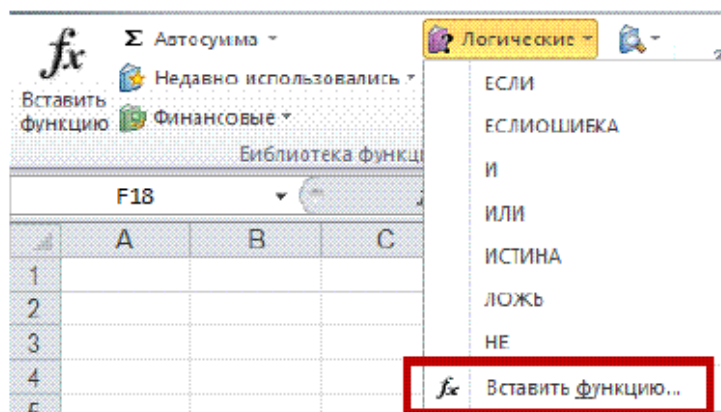 fx
Вставить функцию
Σ Автосумма
Недавно использовались
Финансовые
Библиотека функц
Логические
ЕСЛИ
ЕСЛИОШИБКА
И
ИЛИ
ИСТИНА
ЛОЖЬ
НЕ
fx Вставить функцию...
F18
A B C
1
2
3
4
5